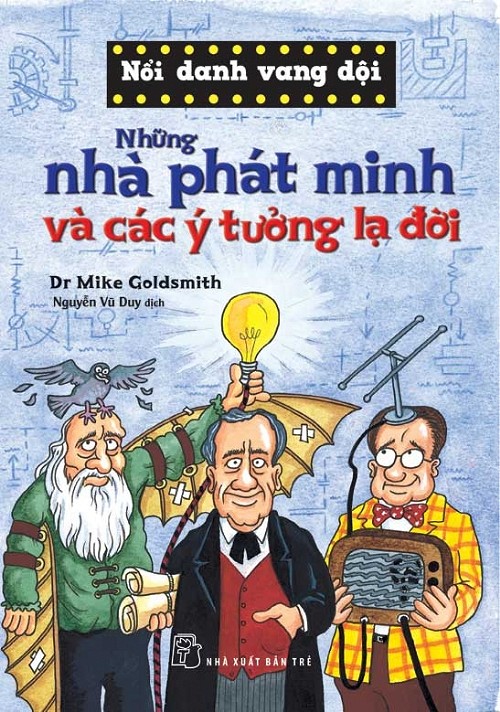 Nổi danh vang dội
Những
nhà phát minh
và các ý tưởng lạ đời
Dr Mike Goldsmith
Nguyễn Vũ Duy dịch
NHÀ XUẤT BẢN TRẺ